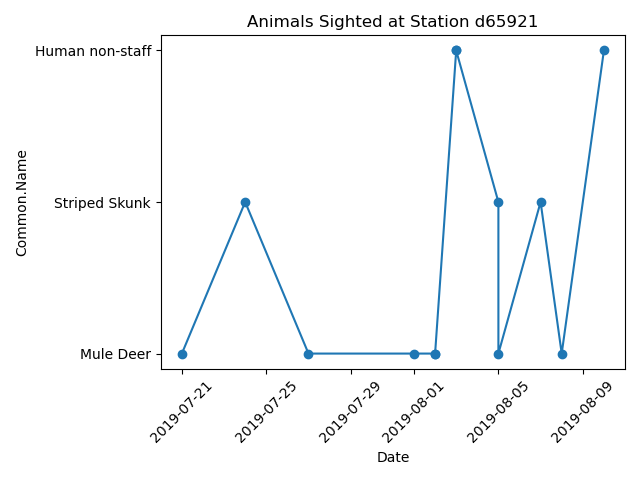 Animals Sighted at Station d65921
Human non-staff
Striped Skunk
Mule Deer
Common.Name
2019-07-21
2019-07-25
2019-07-29
2019-08-01
2019-08-05
2019-08-09
Date